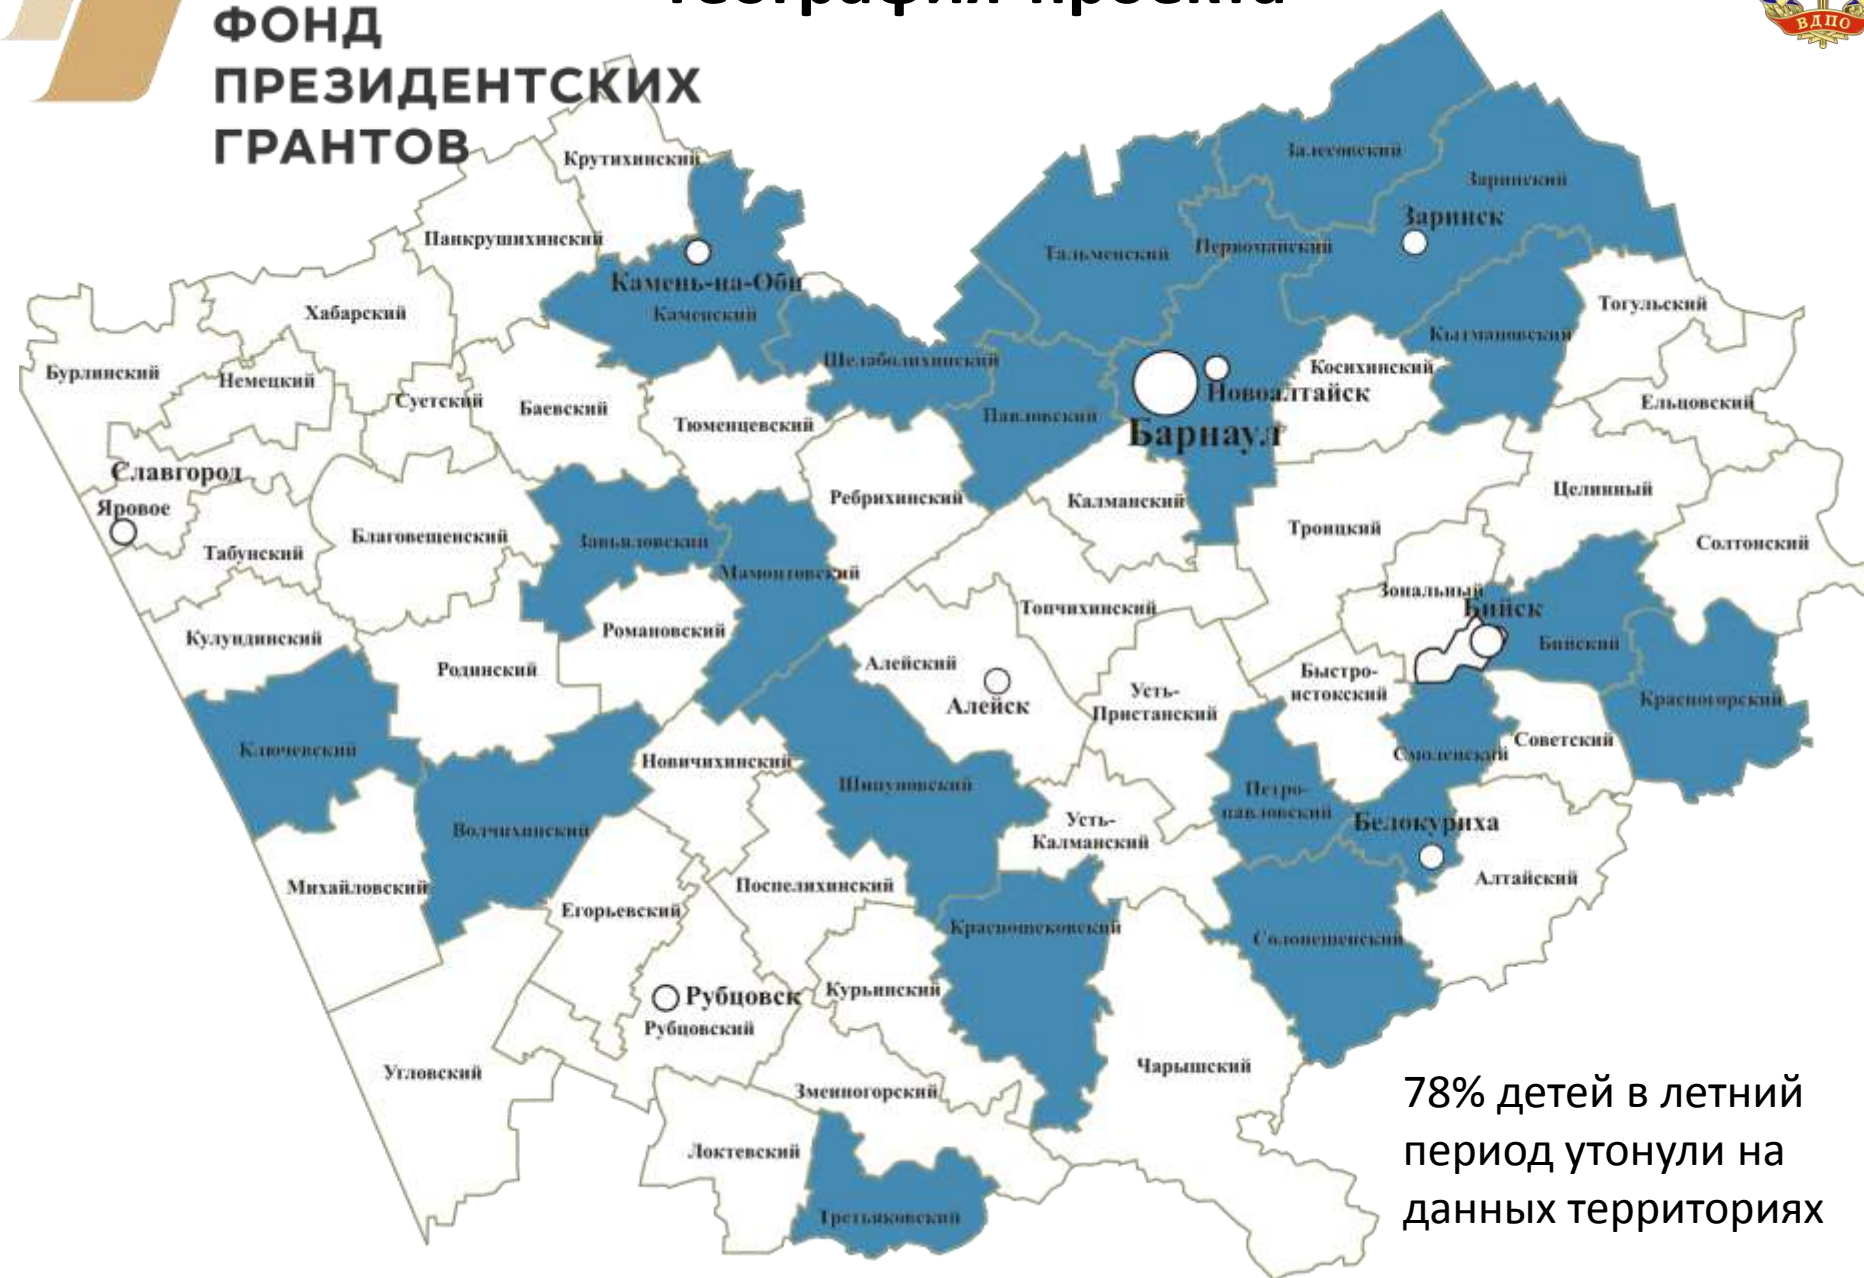 География проекта
ФОНД
ПРЕЗИДЕНТСКИХ
ГРАНТОВ
ВДПО
Залесовский
Крутихинский
Заринский
Заринск
Панкрушихинский
Тальменский
Первомайский
Камень-на-Оби
Каменский
Хабарский
Тогульский
Кытмановский
Шелаболихинский
Косихинский
Бурлинский
Немецкий
Суетский
Баевский
Новоалтайск
Ельцовский
Тюменцевский
Павловский
Барнаул
Славгород
Яровое
Целинный
Ребрихинский
Калманский
Троицкий
Благовещенский
Табунский
Завьяловский
Солтонский
Мамонтовский
Зональный
Бийск
Топчихинский
Кулундинский
Романовский
Бийский
Родинский
Алейский
Алейск
Быстро-
истокский
Усть-
Пристанский
Красногорский
Ключевский
Новичихинский
Смоленский
Советский
Шипуновский
Петро-
павловский
Волчихинский
Усть-
Калманский
Белокуриха
Михайловский
Поспелихинский
Алтайский
Егорьевский
Краснощековский
Солонешенский
Рубцовск
Рубцовский
Курьинский
Угловский
Чарышский
Змеиногорский
Локтевский
Третьяковский
78% детей в летний
период утонули на
данных территориях